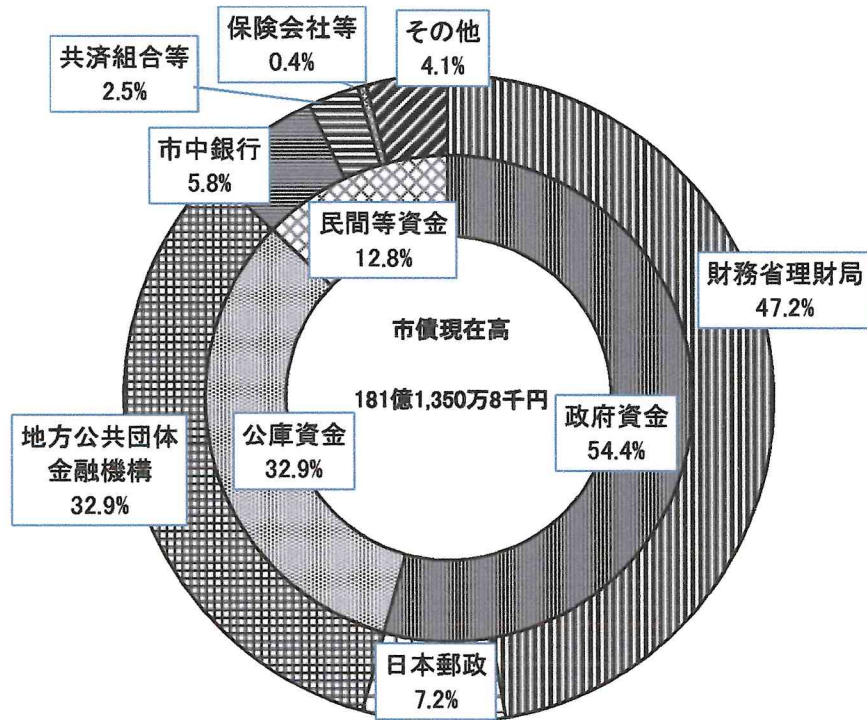 保険会社等
0.4%
その他
4.1%
共済組合等
2.5%
市中銀行
5.8%
民間等資金
12.8%
財務省理財局
47.2%
市債現在高
181億1,350万8千円
政府資金
54.4%
公庫資金
32.9%
地方公共団体
金融機構
32.9%
日本郵政
7.2%